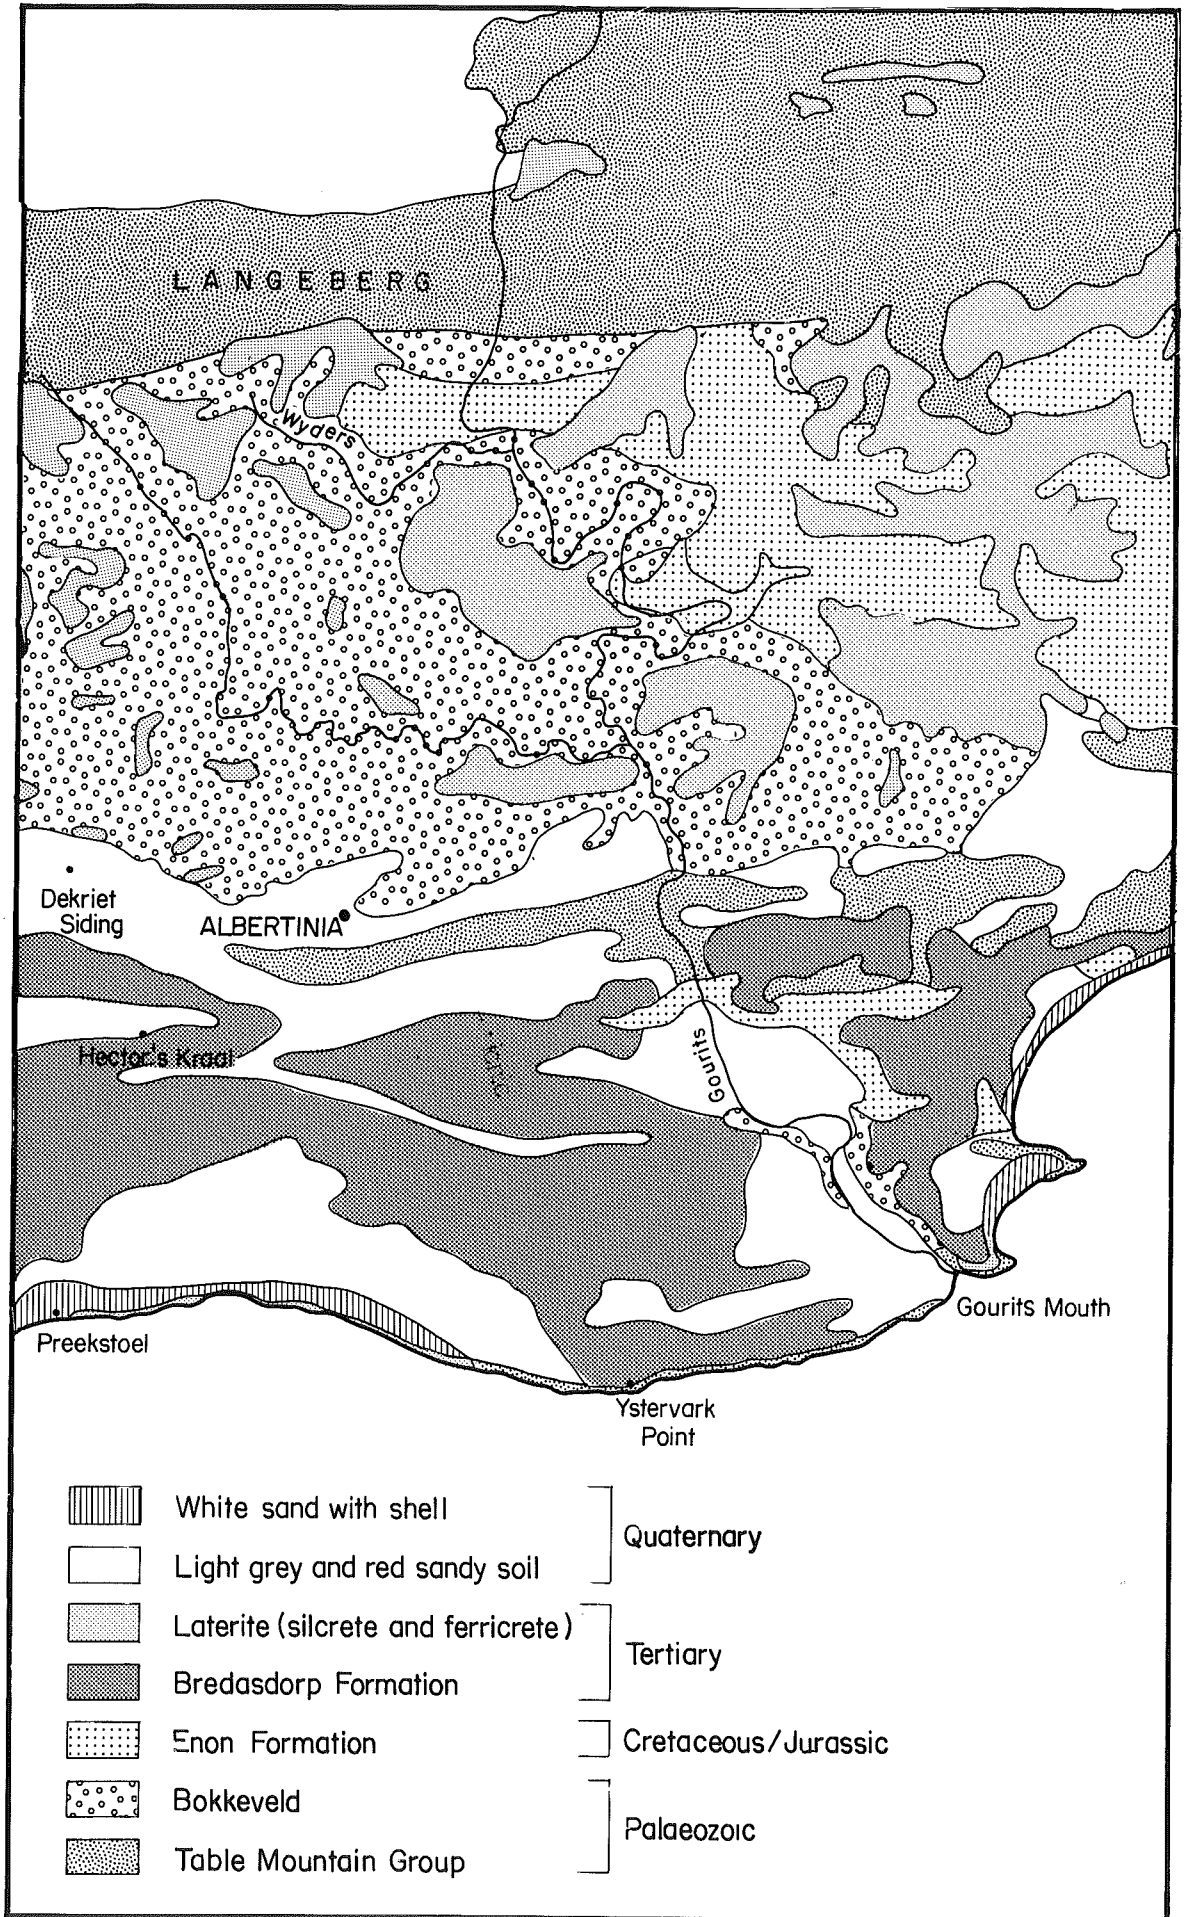 LANGEBERG
Wyders
Dekriet
Siding
ALBERTINIA
Hector's Kraal
Gourits
Gourits Mouth
Preekstoel
Ystervark
Point
White sand with shell
Light grey and red sandy soil
Quaternary
Laterite (silcrete and ferricrete)
Bredasdorp Formation
Tertiary
Enon Formation
Cretaceous/Jurassic
Bokkeveld
Table Mountain Group
Palaeozoic